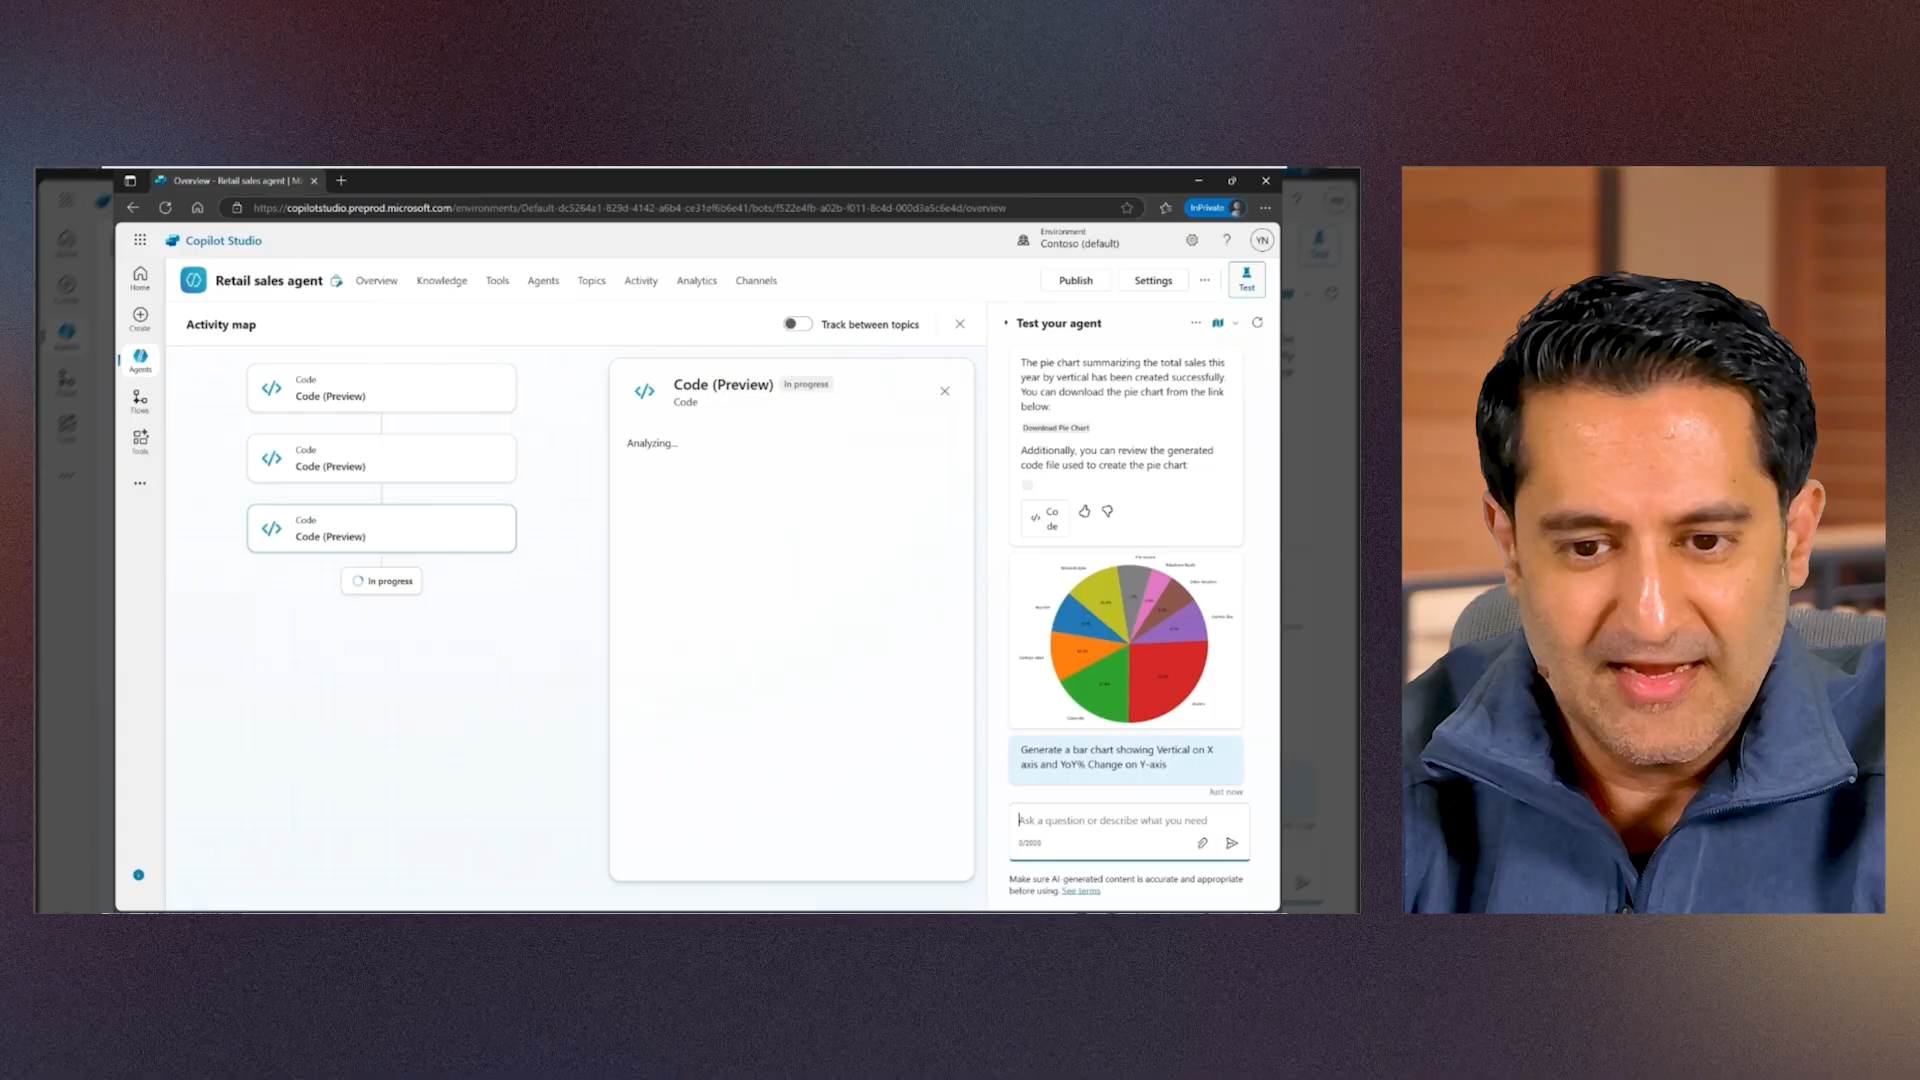 Overview - Retail sales agent | Mi
https://copilotstudio.preprod.microsoft.com/environments/Default-dc5264a1-829d-4142-a6b4-ce31ef6b6e41/bots/f522e4fb-a02b-f011-8c4d-000d3a5c6e4d/overview
InPrivate
Copilot Studio
Environment
Contoso (default)
YN
Retail sales agent
Overview
Knowledge
Tools
Agents
Topics
Activity
Analytics
Channels
Publish
Settings
Test
Home
Create
Agents
Flows
Tools
Activity map
Track between topics
Code
Code (Preview)
Code
Code (Preview)
Code
Code (Preview)
In progress
Code (Preview)
In progress
Code
Analyzing...
Test your agent
The pie chart summarizing the total sales this
year by vertical has been created successfully.
You can download the pie chart from the link
below:
Download Pie Chart
Additionally, you can review the generated
code file used to create the pie chart:
Co
de
Generate a bar chart showing Vertical on X
axis and YoY% Change on Y-axis
Just now
Ask a question or describe what you need
0/2000
Make sure AI-generated content is accurate and appropriate
before using. See terms